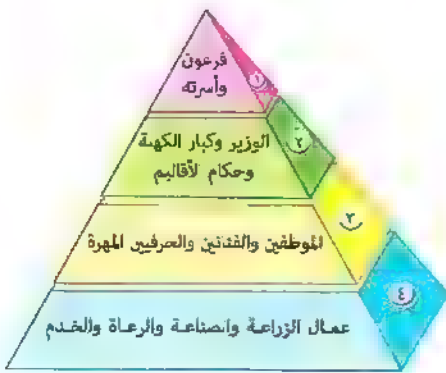 فرعون
وأسرته
١
الوزير وكبار الكهنة
وحكام الأقاليم
٢
الموظفين والفنانين والحرفيين المهرة
٣
عمال الزراعة والصناعة والرعاة والخدم
٤